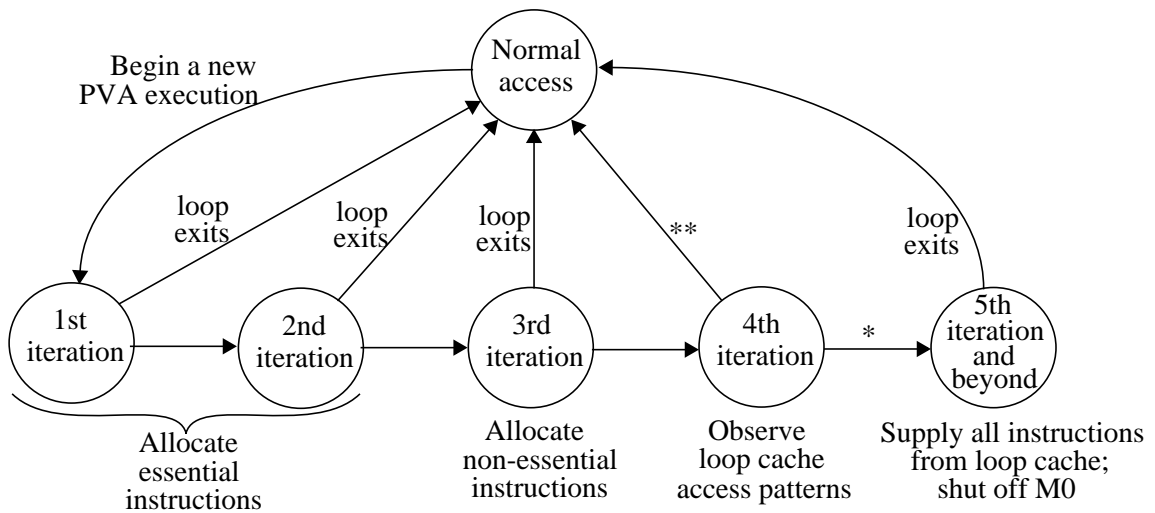 Normal
access
Begin a new
PVA execution
loop
exits
loop
exits
loop
exits
**
loop
exits
1st
iteration
2nd
iteration
3rd
iteration
4th
iteration
*
5th
iteration
and
beyond
Allocate
essential
instructions
Allocate
non-essential
instructions
Observe
loop cache
access patterns
Supply all instructions
from loop cache;
shut off M0